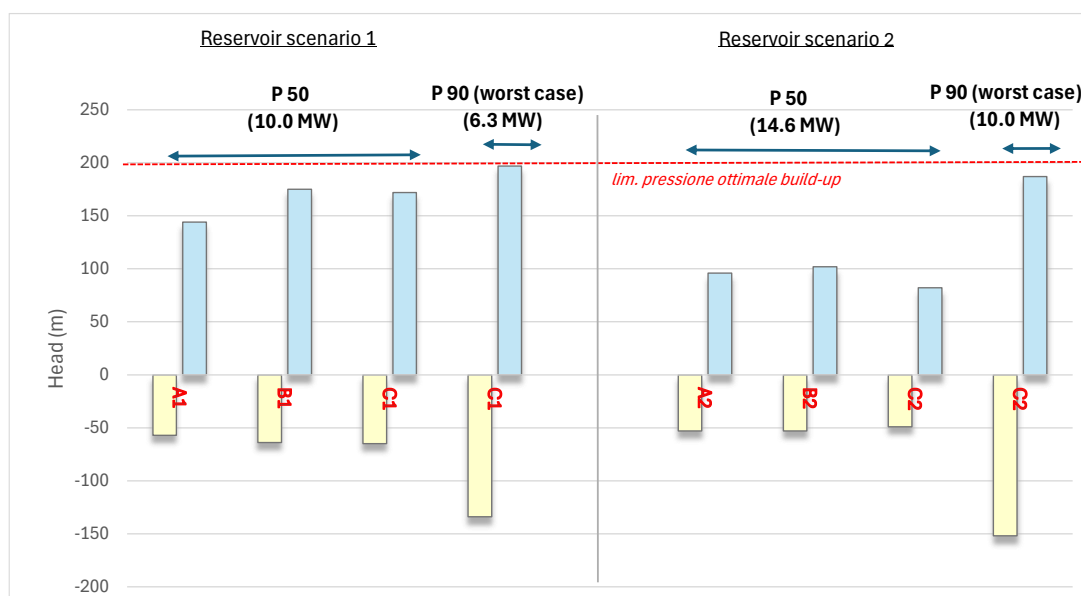 Reservoir scenario 1
Reservoir scenario 2
P 50
(10.0 MW)
P 90 (worst case)
(6.3 MW)
P 50
(14.6 MW)
P 90 (worst case)
(10.0 MW)
lim. pressione ottimale build-up
Head (m)
250
200
150
100
50
0
-50
-100
-150
-200
A1
B1
C1
C1
A2
B2
C2
C2